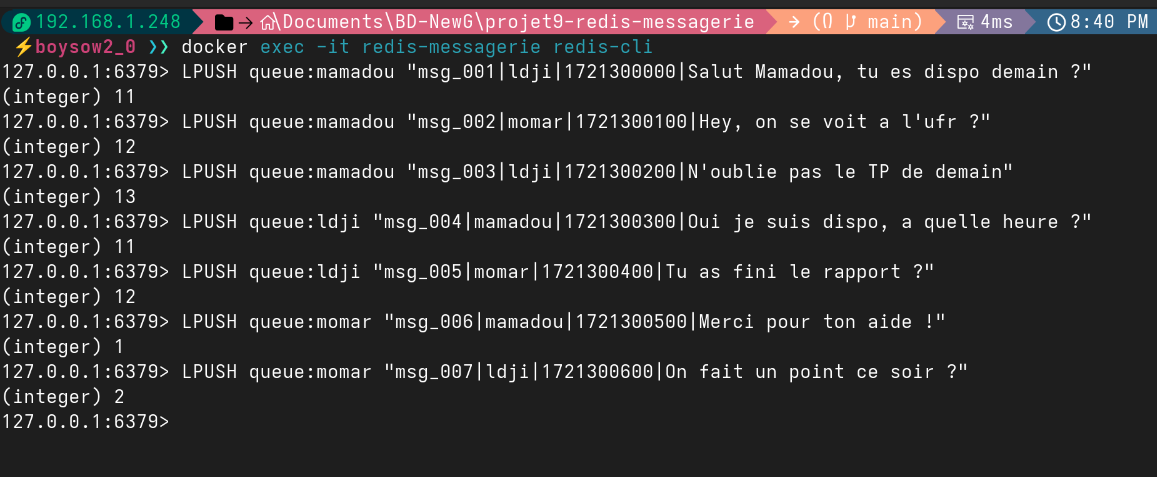 192.168.1.248 → \Documents\BD-NewG\projet9-redis-messagerie → ( main) 4ms 8:40 PM
⚡boysow2_0 ❯❯ docker exec -it redis-messagerie redis-cli
127.0.0.1:6379> LPUSH queue:mamadou "msg_001|ldji|1721300000|Salut Mamadou, tu es dispo demain ?"
(integer) 11
127.0.0.1:6379> LPUSH queue:mamadou "msg_002|momar|1721300100|Hey, on se voit a l'ufr ?"
(integer) 12
127.0.0.1:6379> LPUSH queue:mamadou "msg_003|ldji|1721300200|N'oublie pas le TP de demain"
(integer) 13
127.0.0.1:6379> LPUSH queue:ldji "msg_004|mamadou|1721300300|Oui je suis dispo, a quelle heure ?"
(integer) 11
127.0.0.1:6379> LPUSH queue:ldji "msg_005|momar|1721300400|Tu as fini le rapport ?"
(integer) 12
127.0.0.1:6379> LPUSH queue:momar "msg_006|mamadou|1721300500|Merci pour ton aide !"
(integer) 1
127.0.0.1:6379> LPUSH queue:momar "msg_007|ldji|1721300600|On fait un point ce soir ?"
(integer) 2
127.0.0.1:6379>